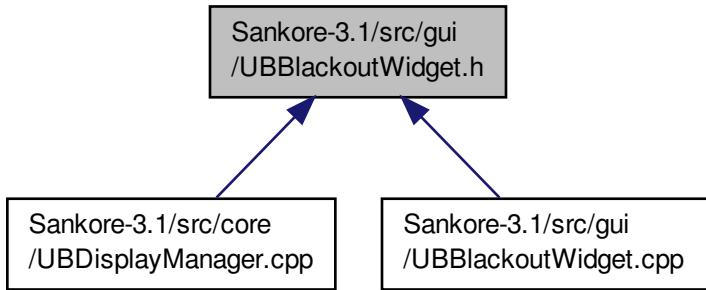 Sankore-3.1/src/gui
/UBBlackoutWidget.h
Sankore-3.1/src/core
/UBDisplayManager.cpp
Sankore-3.1/src/gui
/UBBlackoutWidget.cpp